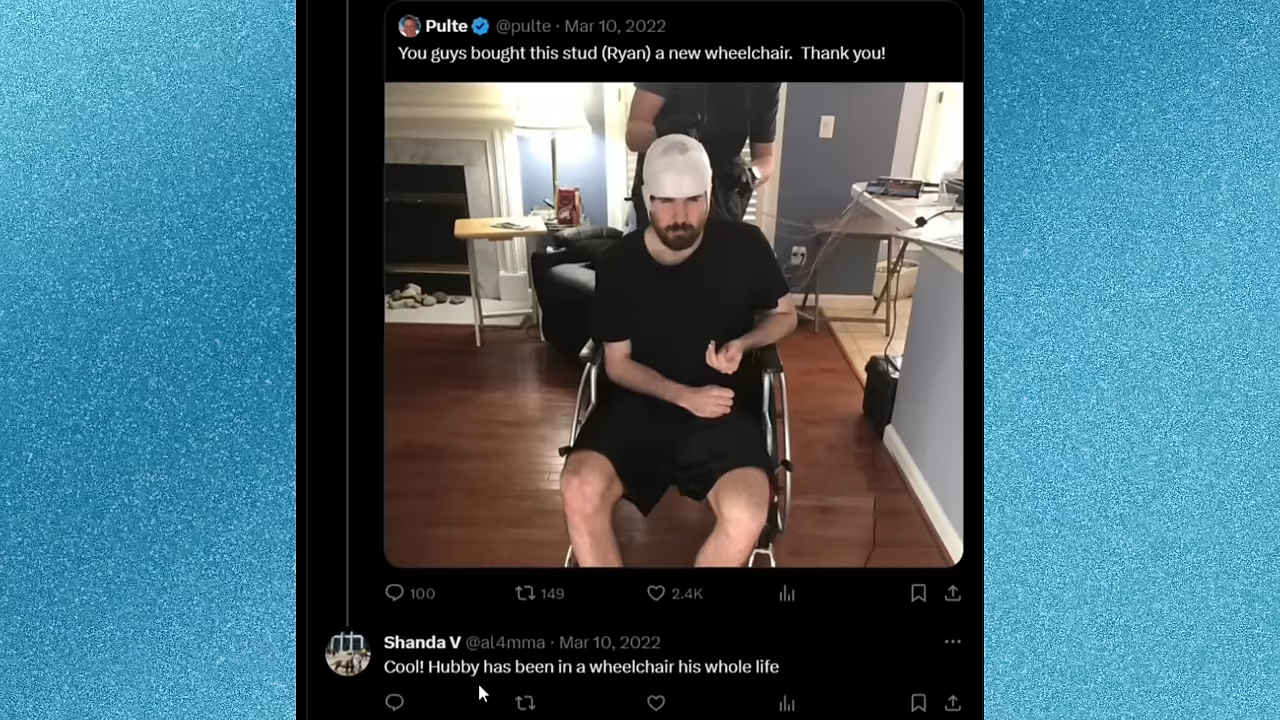 Pulte @pulte · Mar 10, 2022
You guys bought this stud (Ryan) a new wheelchair.  Thank you!
100 149 2.4K
Shanda V @al4mma · Mar 10, 2022
Cool! Hubby has been in a wheelchair his whole life